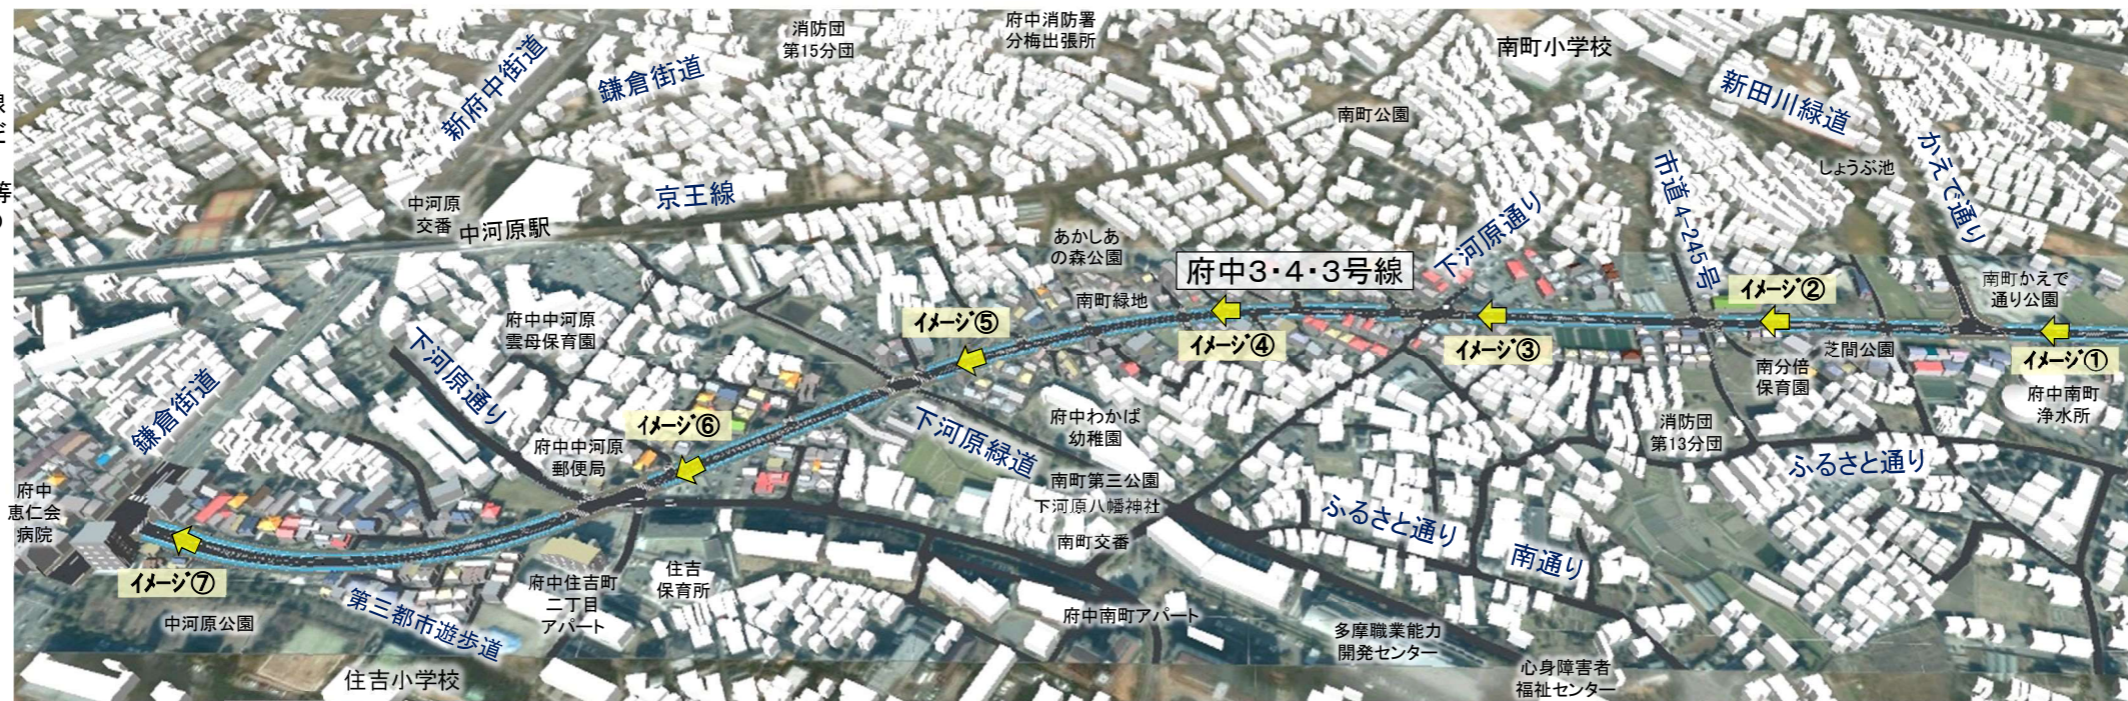 消防団
第15分団
府中消防署
分梅出張所
南町小学校
新府中街道
鎌倉街道
新田川緑道
線
南町公園
かえで通り
市道4-245号
しょうぶ池
等
中河原
交番
中河原駅
京王線
あかしあ
の森公園
府中3・4・3号線
下河原通り
南町かえで
通り公園
南町緑地
イメージ②
イメージ⑤
イメージ④
イメージ③
イメージ①
府中中河原
雲母保育園
芝間公園
南分倍
保育園
府中南町
浄水所
鎌倉街道
下河原通り
イメージ⑥
下河原緑道
府中わかば
幼稚園
消防団
第13分団
府中中河原
郵便局
ふるさと通り
南町第三公園
下河原八幡神社
府中
恵仁会
病院
ふるさと通り
南町交番
南通り
イメージ⑦
府中住吉町
二丁目
アパート
住吉
保育所
中河原公園
第三都市遊歩道
府中南町アパート
多摩職業能力
開発センター
住吉小学校
心身障害者
福祉センター